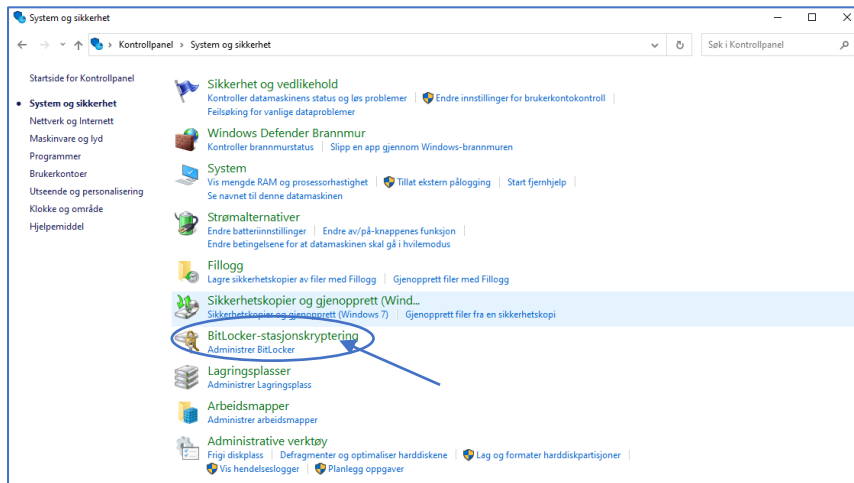 System og sikkerhet
Kontrollpanel > System og sikkerhet
Søk i Kontrollpanel
Startside for Kontrollpanel
System og sikkerhet
Nettverk og Internett
Maskinvare og lyd
Programmer
Brukerkontoer
Utseende og personalisering
Klokke og område
Hjelpemiddel
Sikkerhet og vedlikehold
Kontroller datamaskinens status og løs problemer | Endre innstillinger for brukerkontokontroll |
Feilsøking for vanlige dataproblemer
Windows Defender Brannmur
Kontroller brannmurstatus | Slipp en app gjennom Windows-brannmuren
System
Vis mengde RAM og prosessorhastighet | Tillat ekstern pålogging | Start fjernhjelp |
Se navnet til denne datamaskinen
Strømalternativer
Endre batteriinnstillinger | Endre av/på-knappenes funksjon |
Endre betingelsene for at datamaskinen skal gå i hvilemodus
Fillogg
Lagre sikkerhetskopier av filer med Fillogg | Gjenopprett filer med Fillogg
Sikkerhetskopier og gjenopprett (Wind...
Sikkerhetskopier og gjenopprett (Windows 7) | Gjenopprett filer fra en sikkerhetskopi
BitLocker-stasjonskryptering
Administrer BitLocker
Lagringsplasser
Administrer Lagringsplass
Arbeidsmapper
Administrer arbeidsmapper
Administrative verktøy
Frigi diskplass | Defragmenter og optimaliser harddiskene | Lag og formater harddiskpartisjoner |
Vis hendelseslogger | Planlegg oppgaver